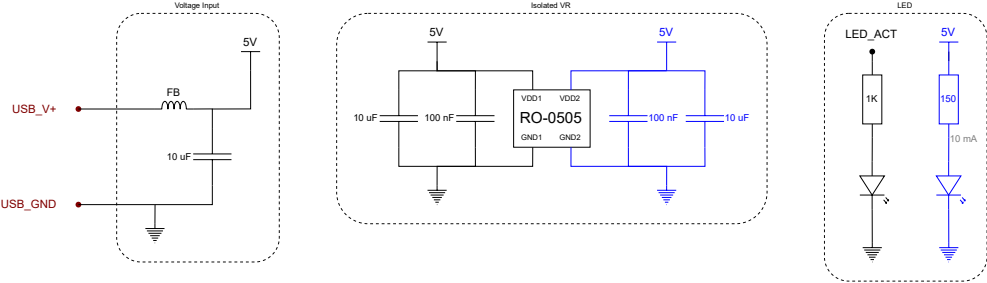 Voltage Input
5V
FB
USB_V+
10 uF
USB_GND
Isolated VR
5V
5V
VDD1 VDD2
10 uF 100 nF RO-0505 100 nF 10 uF
GND1 GND2
LED
LED_ACT 5V
1K 150
10 mA